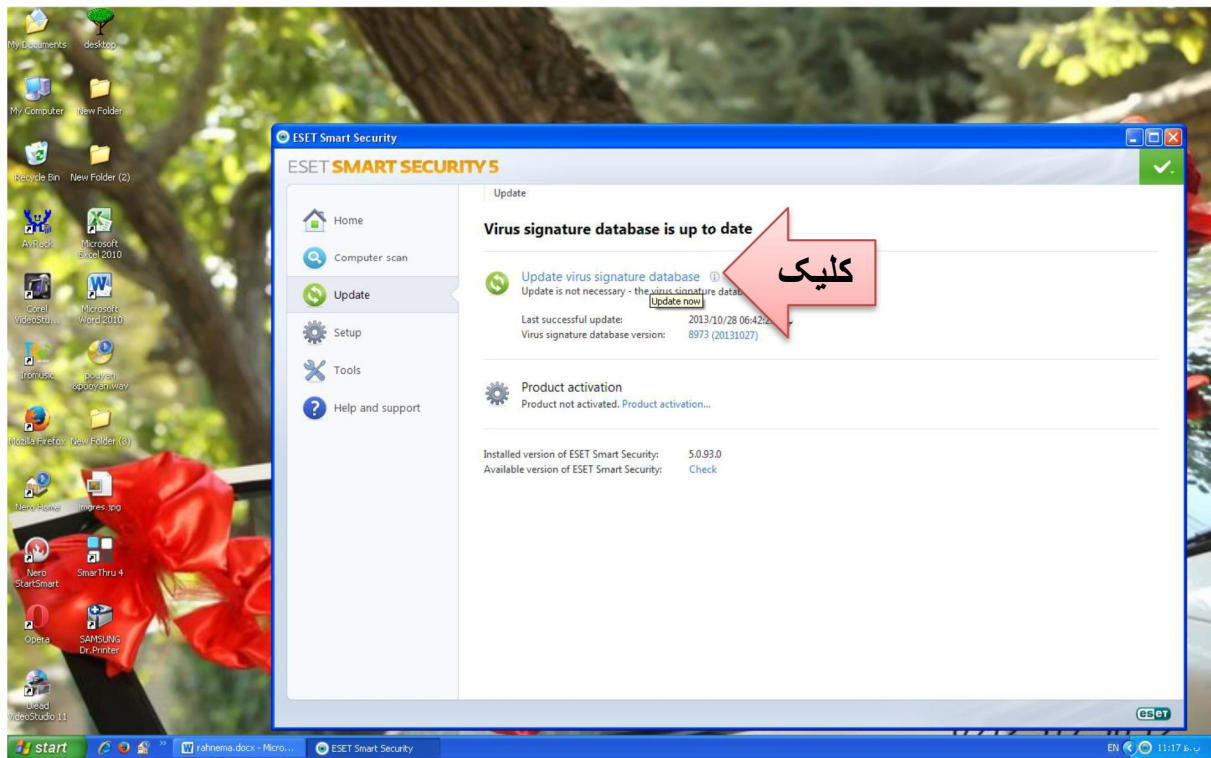 My Documents
desktop
My Computer
New Folder
Recycle Bin
New Folder (2)
Microsoft
Excel 2010
Corel
VideoStu...
Microsoft
Word 2010
pouyan
&pooyan.wav
Mozilla Firefox
New Folder (3)
Nero Home
imgres.jpg
Nero
StartSmart
SmarThru 4
Opera
SAMSUNG
Dr.Printer
Ulead
VideoStudio 11
ESET Smart Security
ESET SMART SECURITY 5
Home
Computer scan
Update
Setup
Tools
Help and support
Update
Virus signature database is up to date
Update virus signature database
Update is not necessary - the virus signature datab
Update now
Last successful update: 2013/10/28 06:42:2
Virus signature database version: 8973 (20131027)
کلیک
Product activation
Product not activated. Product activation...
Installed version of ESET Smart Security: 5.0.93.0
Available version of ESET Smart Security: Check
eset
start
rahnema.docx - Micro...
ESET Smart Security
EN
11:17 ب.ظ